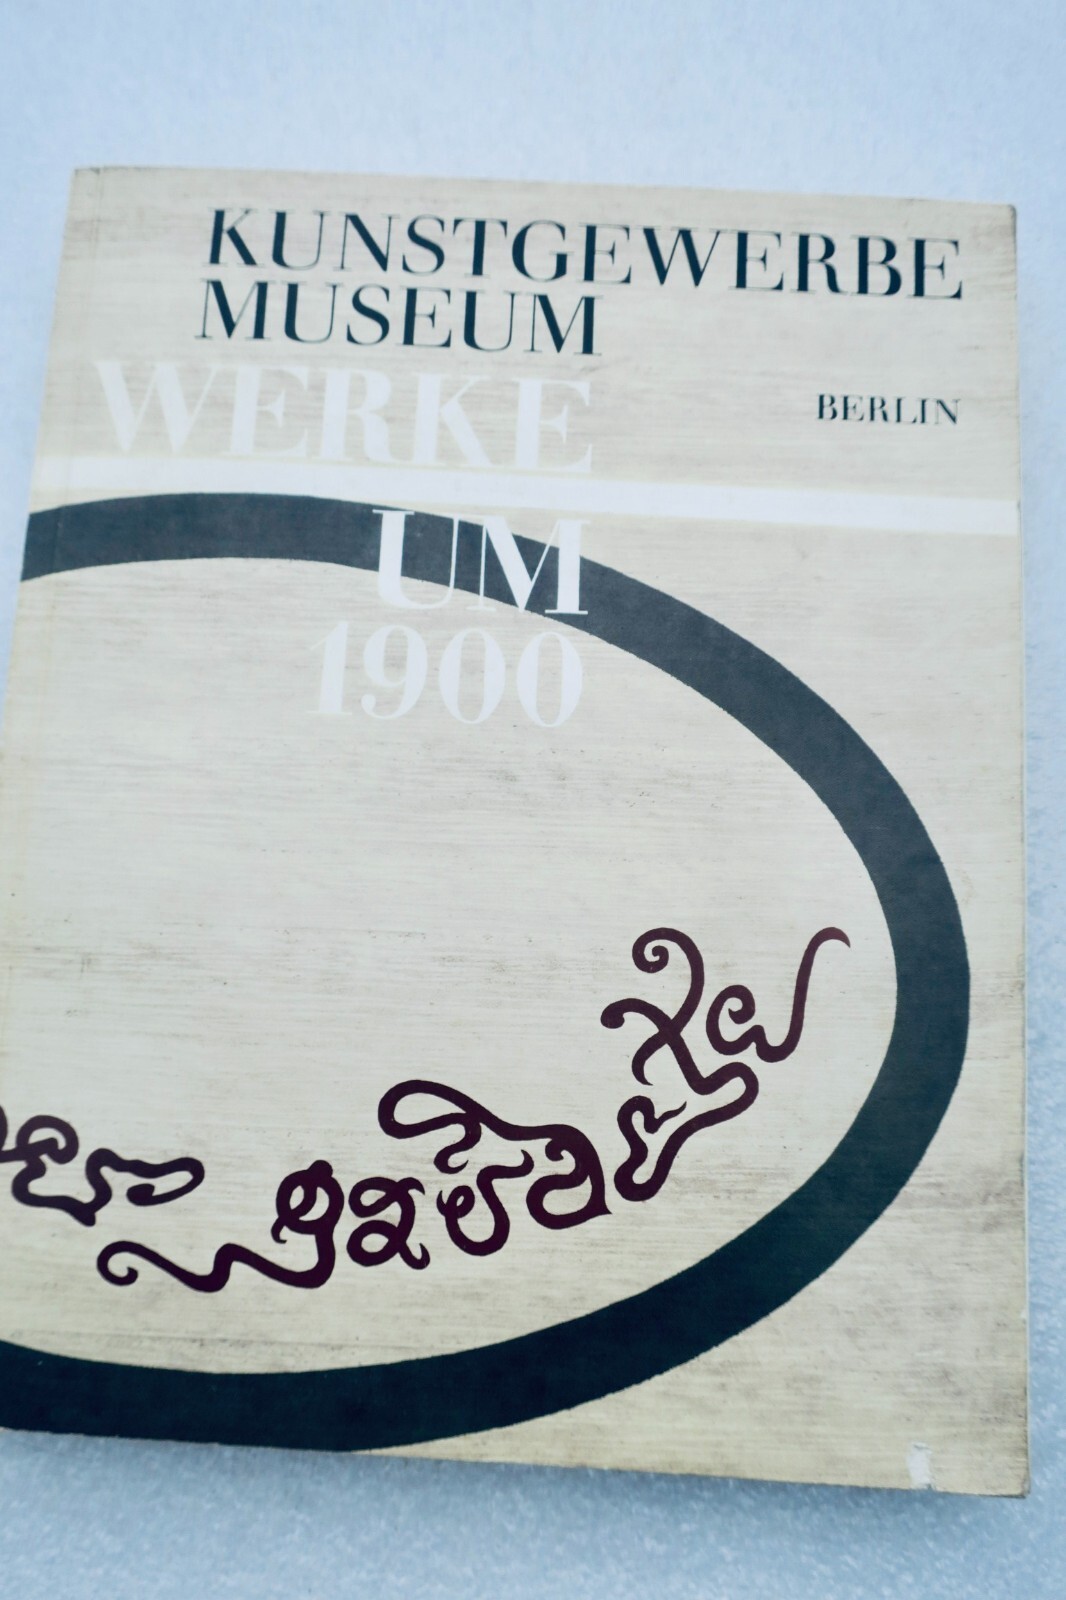 KUNSTGEWERBE
MUSEUM
WERKE
BERLIN
UM
1900